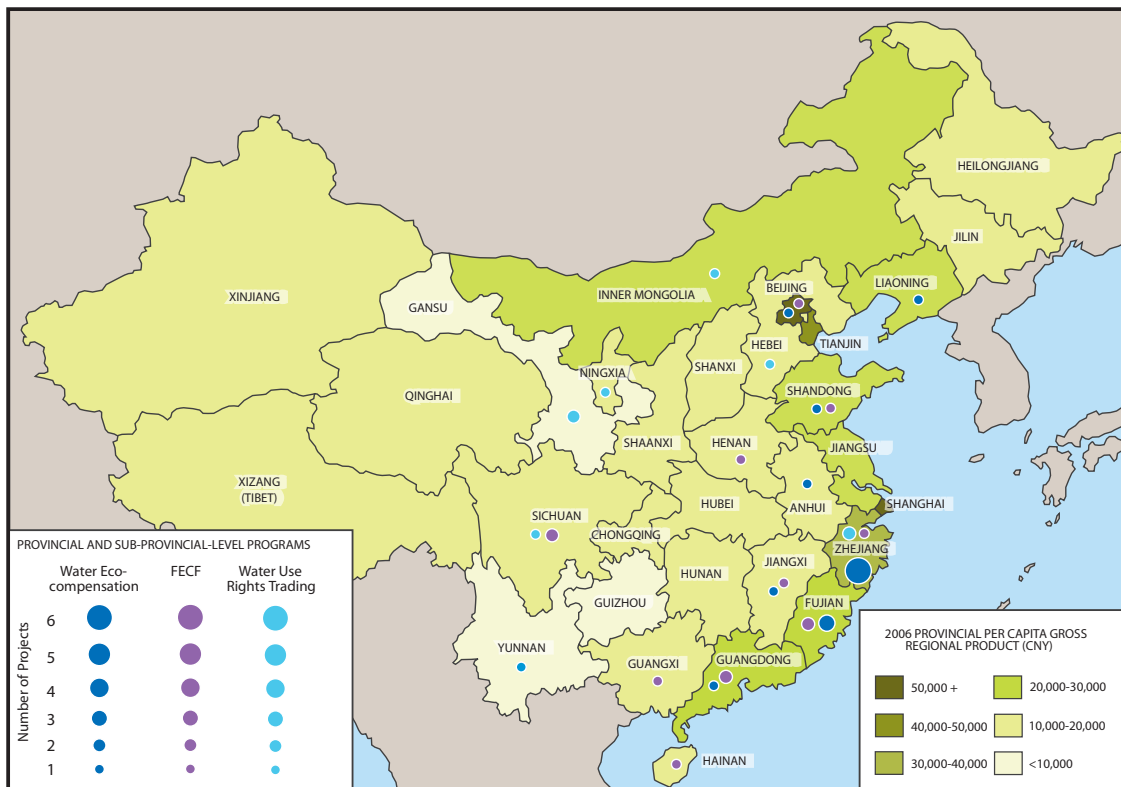 HEILONGJIANG
JILIN
LIAONING
BEIJING
INNER MONGOLIA
XINJIANG
GANSU
TIANJIN
HEBEI
SHANXI
NINGXIA
QINGHAI
SHANDONG
SHAANXI
HENAN
JIANGSU
XIZANG
(TIBET)
HUBEI
ANHUI
SHANGHAI
SICHUAN
CHONGQING
ZHEJIANG
JIANGXI
HUNAN
GUIZHOU
FUJIAN
YUNNAN
GUANGXI
GUANGDONG
HAINAN
PROVINCIAL AND SUB-PROVINCIAL-LEVEL PROGRAMS
Water Eco-
compensation
FECF
Water Use
Rights Trading
Number of Projects
6
5
4
3
2
1
2006 PROVINCIAL PER CAPITA GROSS
REGIONAL PRODUCT (CNY)
50,000 +
20,000-30,000
40,000-50,000
10,000-20,000
30,000-40,000
<10,000